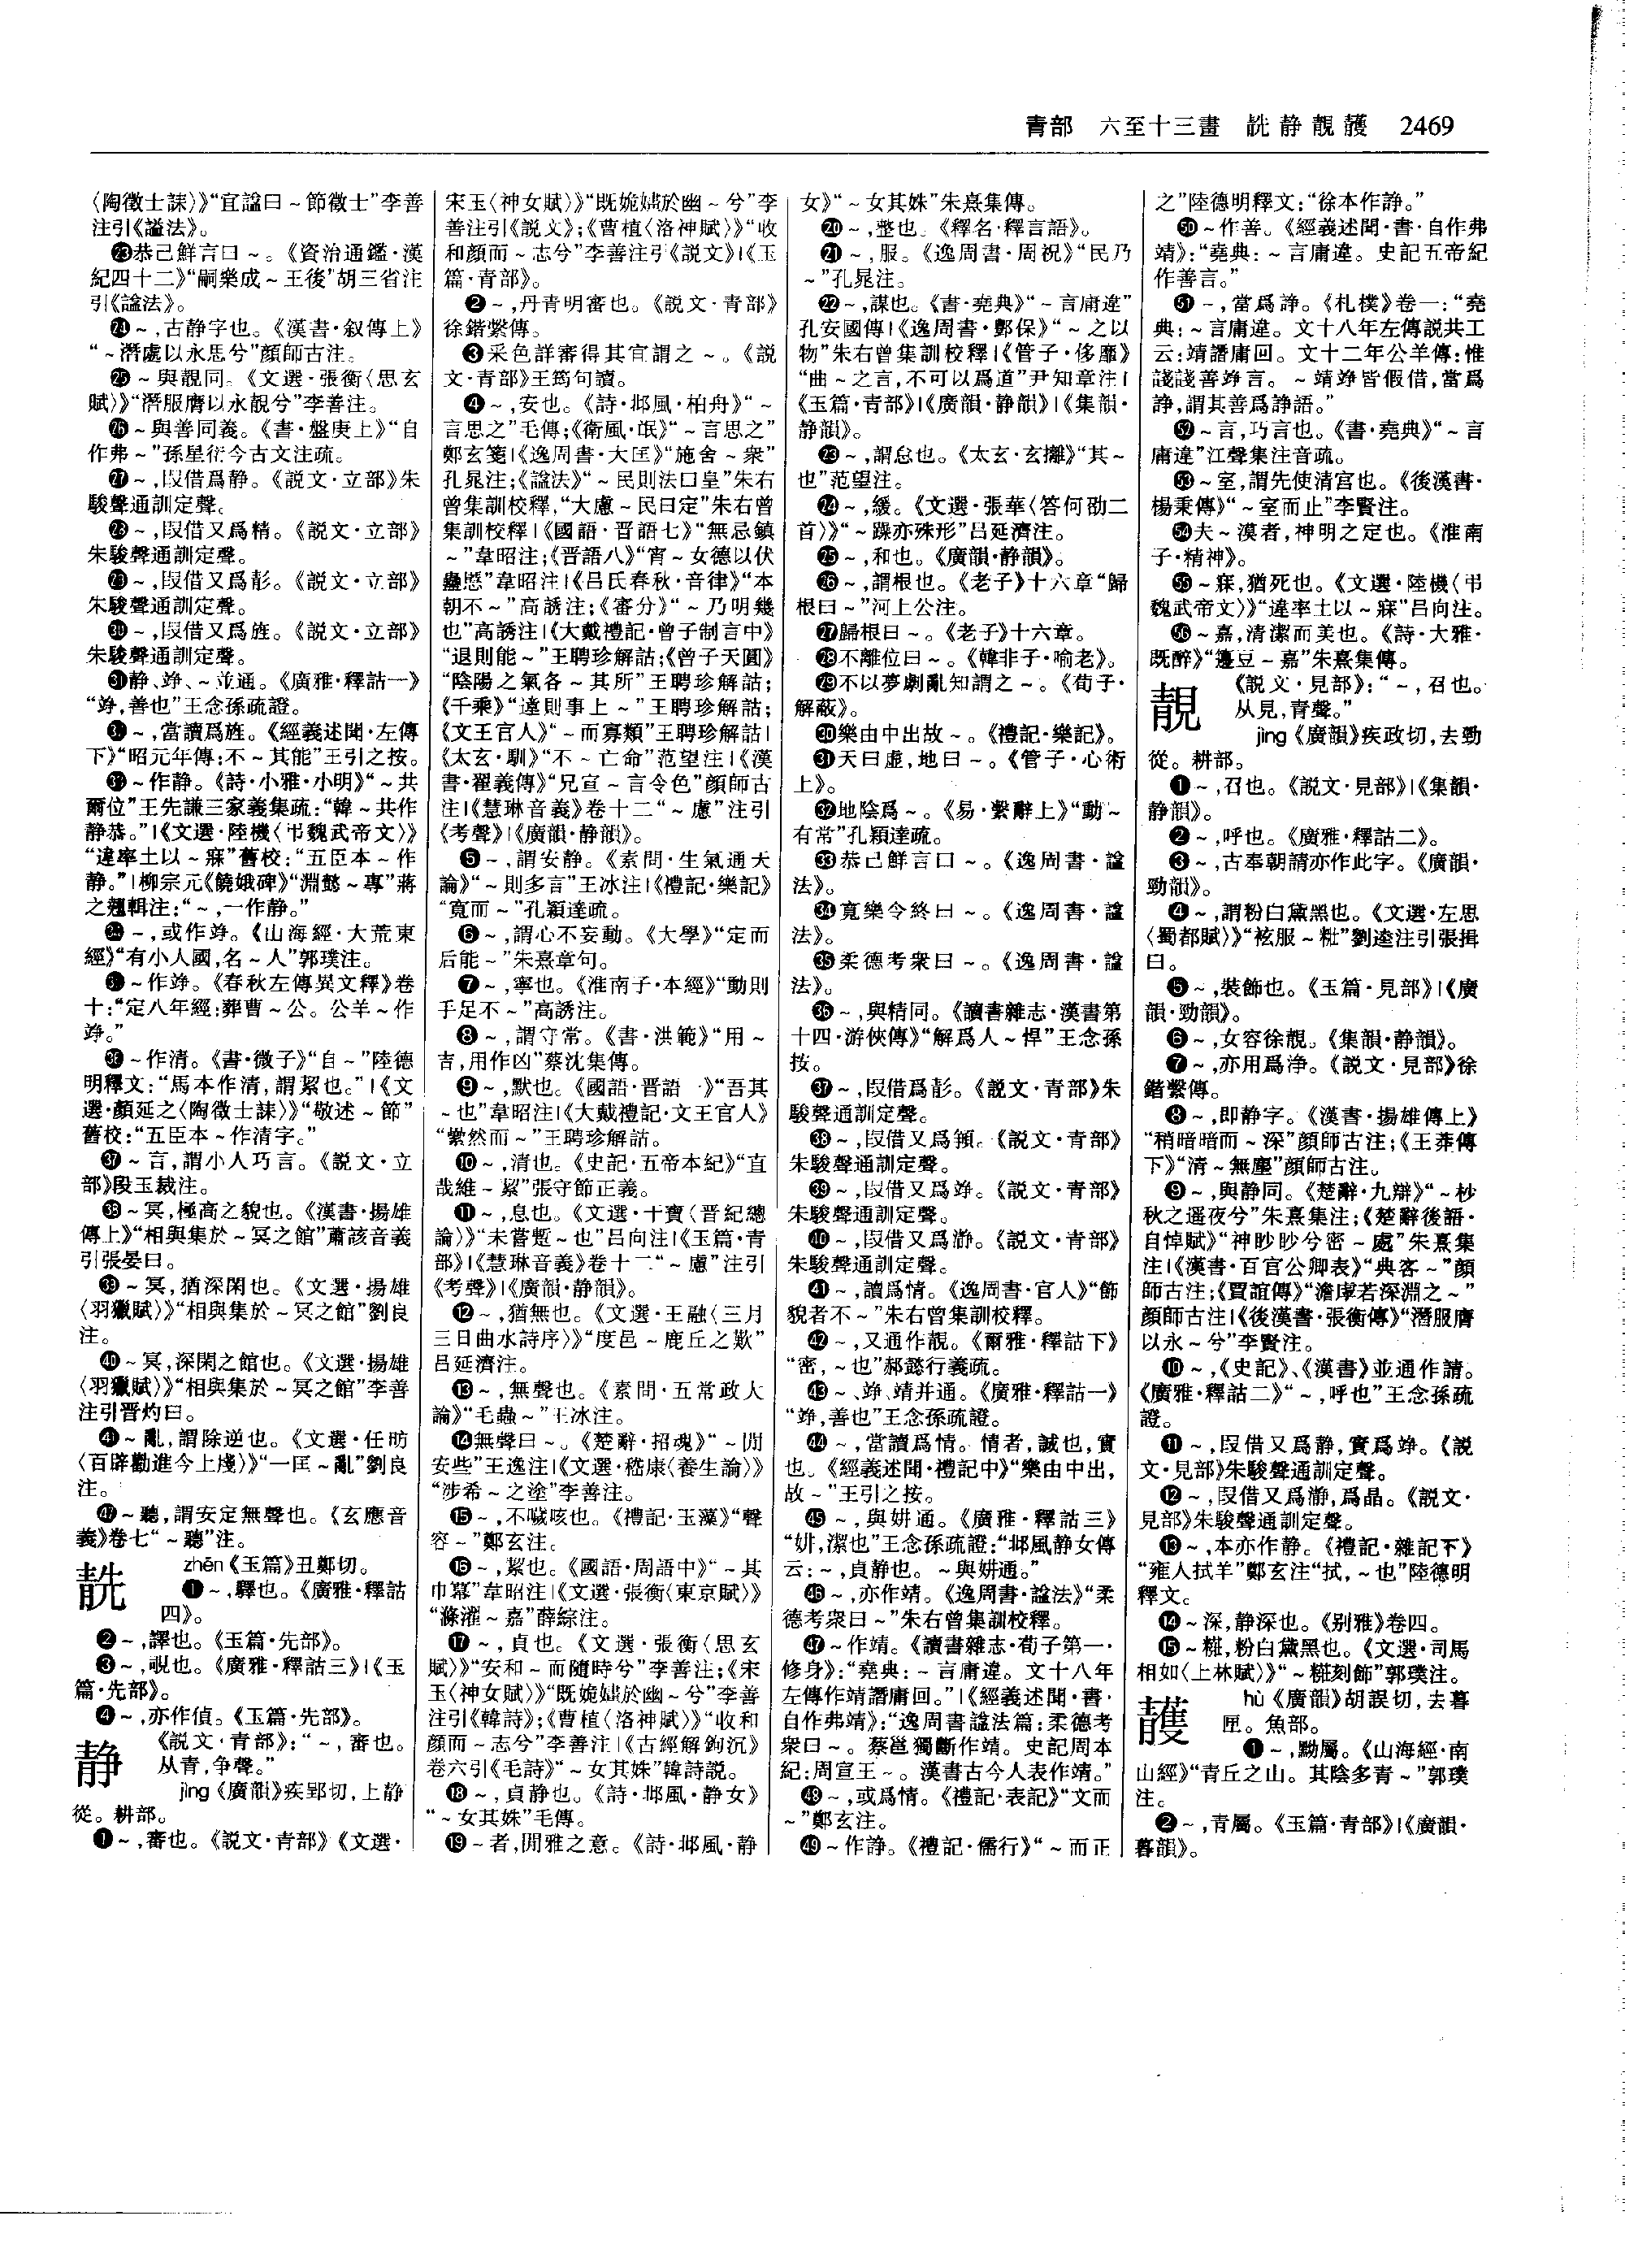 青部　六至十三畫　䨼静靚頀　2469
〈陶徵士誄〉》“宜諡曰～節徵士”李善
注引《諡法》。
㉓恭己鮮言曰～。《資治通鑑·漢
紀四十二》“嗣樂成～王後”胡三省注
引《諡法》。
㉔～,古静字也。《漢書·叙傳上》
“～潛處以永思兮”顔師古注。
㉕～與靚同。《文選·張衡〈思玄
賦〉》“潛服膺以永靚兮”李善注。
㉖～與善同義。《書·盤庚上》“自
作弗～”孫星衍今古文注疏。
㉗～,叚借爲静。《説文·立部》朱
駿聲通訓定聲。
㉘～,叚借又爲精。《説文·立部》
朱駿聲通訓定聲。
㉙～,叚借又爲彭。《説文·立部》
朱駿聲通訓定聲。
㉚～,叚借又爲旌。《説文·立部》
朱駿聲通訓定聲。
㉛静、竫、～並通。《廣雅·釋詁一》
“竫,善也”王念孫疏證。
㉜～,當讀爲旌。《經義述聞·左傳
下》“昭元年傳:不～其能”王引之按。
㉝～作静。《詩·小雅·小明》“～共
爾位”王先謙三家義集疏:“韓～共作
静恭。”|《文選·陸機〈弔魏武帝文〉》
“違率土以～寐”舊校:“五臣本～作
静。”|柳宗元《饒娥碑》“淵懿～專”蔣
之翹輯注:“～,一作静。”
㉞～,或作竫。《山海經·大荒東
經》“有小人國,名～人”郭璞注。
㉟～作竫。《春秋左傳異文釋》卷
十:“定八年經:葬曹～公。公羊～作
竫。”
㊱～作清。《書·微子》“自～”陸德
明釋文:“馬本作清,謂絜也。”|《文
選·顔延之〈陶徵士誄〉》“敬述～節”
舊校:“五臣本～作清字。”
㊲～言,謂小人巧言。《説文·立
部》段玉裁注。
㊳～冥,極高之貌也。《漢書·揚雄
傳上》“相與集於～冥之館”蕭該音義
引張晏曰。
㊴～冥,猶深閑也。《文選·揚雄
〈羽獵賦〉》“相與集於～冥之館”劉良
注。
㊵～冥,深閑之館也。《文選·揚雄
〈羽獵賦〉》“相與集於～冥之館”李善
注引晋灼曰。
㊶～亂,謂除逆也。《文選·任昉
〈百辟勸進今上牋〉》“一匡～亂”劉良
注。
㊷～聽,謂安定無聲也。《玄應音
義》卷七“～聽”注。
zhēn《玉篇》丑鄭切。
❶～,驛也。《廣雅·釋詁
四》。
❷～,譯也。《玉篇·先部》。
❸～,覗也。《廣雅·釋詁三》|《玉
篇·先部》。
❹～,亦作偵。《玉篇·先部》。
静
《説文·青部》:“～,審也。
从青,争聲。”
jìng《廣韻》疾郢切,上静
從。耕部。
❶～,審也。《説文·青部》《文選·
宋玉〈神女賦〉》“既姽嫿於幽～兮”李
善注引《説文》;《曹植〈洛神賦〉》“收
和顔而～志兮”李善注引《説文》|《玉
篇·青部》。
❷～,丹青明審也。《説文·青部》
徐鍇繫傳。
❸采色詳審得其宜謂之～。《説
文·青部》王筠句讀。
❹～,安也。《詩·邶風·柏舟》“～
言思之”毛傳;《衛風·氓》“～言思之”
鄭玄箋|《逸周書·大匡》“施舍～衆”
孔晁注;《諡法》“～民則法曰皇”朱右
曾集訓校釋,“大慮～民曰定”朱右曾
集訓校釋|《國語·晋語七》“無忌鎮
～”韋昭注;《晋語八》“宵～女德以伏
蠱慝”韋昭注|《吕氏春秋·音律》“本
朝不～”高誘注;《審分》“～乃明幾
也”高誘注|《大戴禮記·曾子制言中》
“退則能～”王聘珍解詁;《曾子天圓》
“陰陽之氣各～其所”王聘珍解詁;
《千乘》“遠則事上～”王聘珍解詁;
《文王官人》“～而寡類”王聘珍解詁|
《太玄·馴》“不～亡命”范望注|《漢
書·翟義傳》“兄宣～言令色”顔師古
注|《慧琳音義》卷十二“～慮”注引
《考聲》|《廣韻·静韻》。
❺～,謂安静。《素問·生氣通天
論》“～則多言”王冰注|《禮記·樂記》
“寬而～”孔穎達疏。
❻～,謂心不妄動。《大學》“定而
后能～”朱熹章句。
❼～,寧也。《淮南子·本經》“動則
手足不～”高誘注。
❽～,謂守常。《書·洪範》“用～
吉,用作凶”蔡沈集傳。
❾～,默也。《國語·晋語一》“吾其
～也”韋昭注|《大戴禮記·文王官人》
“纍然而～”王聘珍解詁。
❿～,清也。《史記·五帝本紀》“直
哉維～絜”張守節正義。
⓫～,息也。《文選·干寶〈晋紀總
論〉》“未嘗蹔～也”吕向注|《玉篇·青
部》|《慧琳音義》卷十二“～慮”注引
《考聲》|《廣韻·静韻》。
⓬～,猶無也。《文選·王融〈三月
三日曲水詩序〉》“度邑～鹿丘之歎”
吕延濟注。
⓭～,無聲也。《素問·五常政大
論》“毛蟲～”王冰注。
⓮無聲曰～。《楚辭·招魂》“～閒
安些”王逸注|《文選·嵇康〈養生論〉》
“涉希～之塗”李善注。
⓯～,不噦咳也。《禮記·玉藻》“聲
容～”鄭玄注。
⓰～,絜也。《國語·周語中》“～其
巾幂”韋昭注|《文選·張衡〈東京賦〉》
“滌濯～嘉”薛綜注。
⓱～,貞也。《文選·張衡〈思玄
賦〉》“安和～而隨時兮”李善注;《宋
玉〈神女賦〉》“既姽嫿於幽～兮”李善
注引《韓詩》;《曹植〈洛神賦〉》“收和
顔而～志兮”李善注|《古經解鉤沉》
卷六引《毛詩》“～女其姝”韓詩説。
⓲～,貞静也。《詩·邶風·静女》
“～女其姝”毛傳。
⓳～者,閒雅之意。《詩·邶風·静
女》“～女其姝”朱熹集傳。
⓴～,整也。《釋名·釋言語》。
㉑～,服。《逸周書·周祝》“民乃
～”孔晁注。
㉒～,謀也。《書·堯典》“～言庸違”
孔安國傳|《逸周書·酆保》“～之以
物”朱右曾集訓校釋|《管子·侈靡》
“曲～之言,不可以爲道”尹知章注|
《玉篇·青部》|《廣韻·静韻》|《集韻·
静韻》。
㉓～,謂怠也。《太玄·玄攡》“其～
也”范望注。
㉔～,緩。《文選·張華〈答何劭二
首〉》“～躁亦殊形”吕延濟注。
㉕～,和也。《廣韻·静韻》。
㉖～,謂根也。《老子》十六章“歸
根曰～”河上公注。
㉗歸根曰～。《老子》十六章。
㉘不離位曰～。《韓非子·喻老》。
㉙不以夢劇亂知謂之～。《荀子·
解蔽》。
㉚樂由中出故～。《禮記·樂記》。
㉛天曰虚,地曰～。《管子·心術
上》。
㉜地陰爲～。《易·繫辭上》“動～
有常”孔穎達疏。
㉝恭己鮮言曰～。《逸周書·諡
法》。
㉞寬樂令終曰～。《逸周書·諡
法》。
㉟柔德考衆曰～。《逸周書·諡
法》。
㊱～,與精同。《讀書雜志·漢書第
十四·游俠傳》“解爲人～悍”王念孫
按。
㊲～,叚借爲彭。《説文·青部》朱
駿聲通訓定聲。
㊳～,叚借又爲頴。《説文·青部》
朱駿聲通訓定聲。
㊴～,叚借又爲竫。《説文·青部》
朱駿聲通訓定聲。
㊵～,叚借又爲瀞。《説文·青部》
朱駿聲通訓定聲。
㊶～,讀爲情。《逸周書·官人》“飾
貌者不～”朱右曾集訓校釋。
㊷～,又通作靚。《爾雅·釋詁下》
“密,～也”郝懿行義疏。
㊸～、竫、靖并通。《廣雅·釋詁一》
“竫,善也”王念孫疏證。
㊹～,當讀爲情。情者,誠也,實
也。《經義述聞·禮記中》“樂由中出,
故～”王引之按。
㊺～,與妌通。《廣雅·釋詁三》
“妌,潔也”王念孫疏證:“邶風静女傳
云:～,貞静也。～與妌通。”
㊻～,亦作靖。《逸周書·諡法》“柔
德考衆曰～”朱右曾集訓校釋。
㊼～作靖。《讀書雜志·荀子第一·
修身》:“堯典:～言庸違。文十八年
左傳作靖譖庸回。”|《經義述聞·書·
自作弗靖》:“逸周書諡法篇:柔德考
衆曰～。蔡邕獨斷作靖。史記周本
紀:周宣王～。漢書古今人表作靖。”
㊽～,或爲情。《禮記·表記》“文而
～”鄭玄注。
㊾～作諍。《禮記·儒行》“～而正
之”陸德明釋文:“徐本作諍。”
㊿～作善。《經義述聞·書·自作弗
靖》:“堯典:～言庸違。史記五帝紀
作善言。”
51～,當爲諍。《札樸》卷一:“堯
典:～言庸違。文十八年左傳説共工
云:靖譖庸回。文十二年公羊傳:惟
諓諓善竫言。～靖竫皆假借,當爲
諍,謂其善爲諍語。”
52～言,巧言也。《書·堯典》“～言
庸違”江聲集注音疏。
53～室,謂先使清宫也。《後漢書·
楊秉傳》“～室而止”李賢注。
54夫～漠者,神明之定也。《淮南
子·精神》。
55～寐,猶死也。《文選·陸機〈弔
魏武帝文〉》“違率土以～寐”吕向注。
56～嘉,清潔而美也。《詩·大雅·
既醉》“籩豆～嘉”朱熹集傳。
靚
《説文·見部》:“～,召也。
从見,青聲。”
jìng《廣韻》疾政切,去勁
從。耕部。
❶～,召也。《説文·見部》|《集韻·
静韻》。
❷～,呼也。《廣雅·釋詁二》。
❸～,古奉朝請亦作此字。《廣韻·
勁韻》。
❹～,謂粉白黛黑也。《文選·左思
〈蜀都賦〉》“袨服～粧”劉逵注引張揖
曰。
❺～,裝飾也。《玉篇·見部》|《廣
韻·勁韻》。
❻～,女容徐靚。《集韻·静韻》。
❼～,亦用爲浄。《説文·見部》徐
鍇繫傳。
❽～,即静字。《漢書·揚雄傳上》
“稍暗暗而～深”顔師古注;《王莽傳
下》“清～無塵”顔師古注。
❾～,與静同。《楚辭·九辯》“～杪
秋之遥夜兮”朱熹集注;《楚辭後語·
自悼賦》“神眇眇兮密～處”朱熹集
注|《漢書·百官公卿表》“典客～”顔
師古注;《賈誼傳》“澹虖若深淵之～”
顔師古注|《後漢書·張衡傳》“潛服膺
以永～兮”李賢注。
❿～,《史記》、《漢書》並通作請。
《廣雅·釋詁二》“～,呼也”王念孫疏
證。
⓫～,叚借又爲静,實爲竫。《説
文·見部》朱駿聲通訓定聲。
⓬～,叚借又爲瀞,爲晶。《説文·
見部》朱駿聲通訓定聲。
⓭～,本亦作静。《禮記·雜記下》
“雍人拭羊”鄭玄注“拭,～也”陸德明
釋文。
⓮～深,静深也。《别雅》卷四。
⓯～糚,粉白黛黑也。《文選·司馬
相如〈上林賦〉》“～糚刻飾”郭璞注。
hù《廣韻》胡誤切,去暮
匣。魚部。
❶～,黝屬。《山海經·南
山經》“青丘之山。其陰多青～”郭璞
注。
❷～,青屬。《玉篇·青部》|《廣韻·
暮韻》。